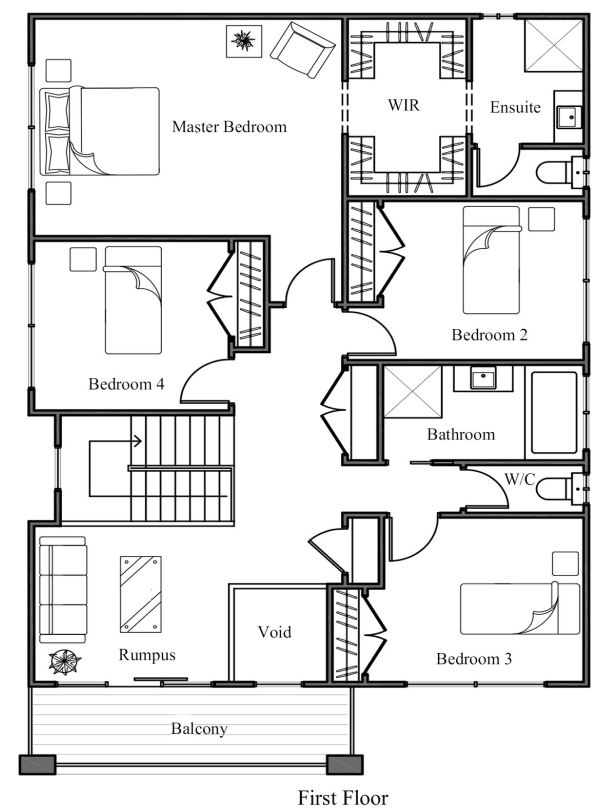 WIR
Ensuite
Master Bedroom
Bedroom 2
Bedroom 4
Bathroom
W/C
Void
Rumpus
Bedroom 3
Balcony
First Floor